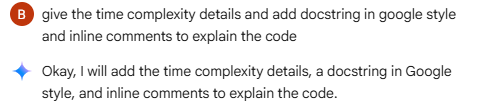 B
give the time complexity details and add docstring in google style
and inline comments to explain the code
Okay, I will add the time complexity details, a docstring in Google
style, and inline comments to explain the code.